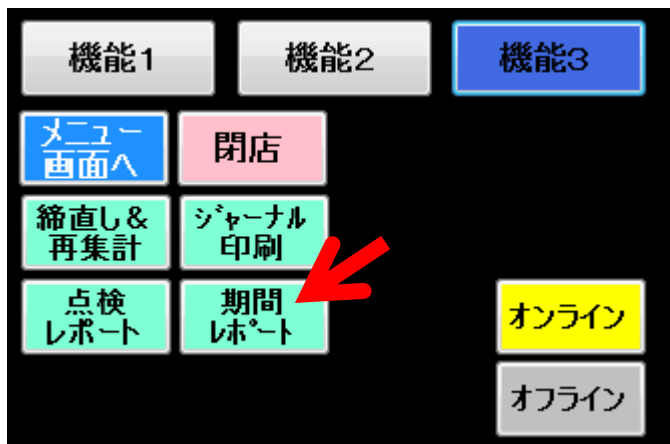 機能1 機能2 機能3
メニュー 閉店
画面へ
締直し& ジャーナル
再集計 印刷
点検 期間
レポート レポート
オンライン
オフライン